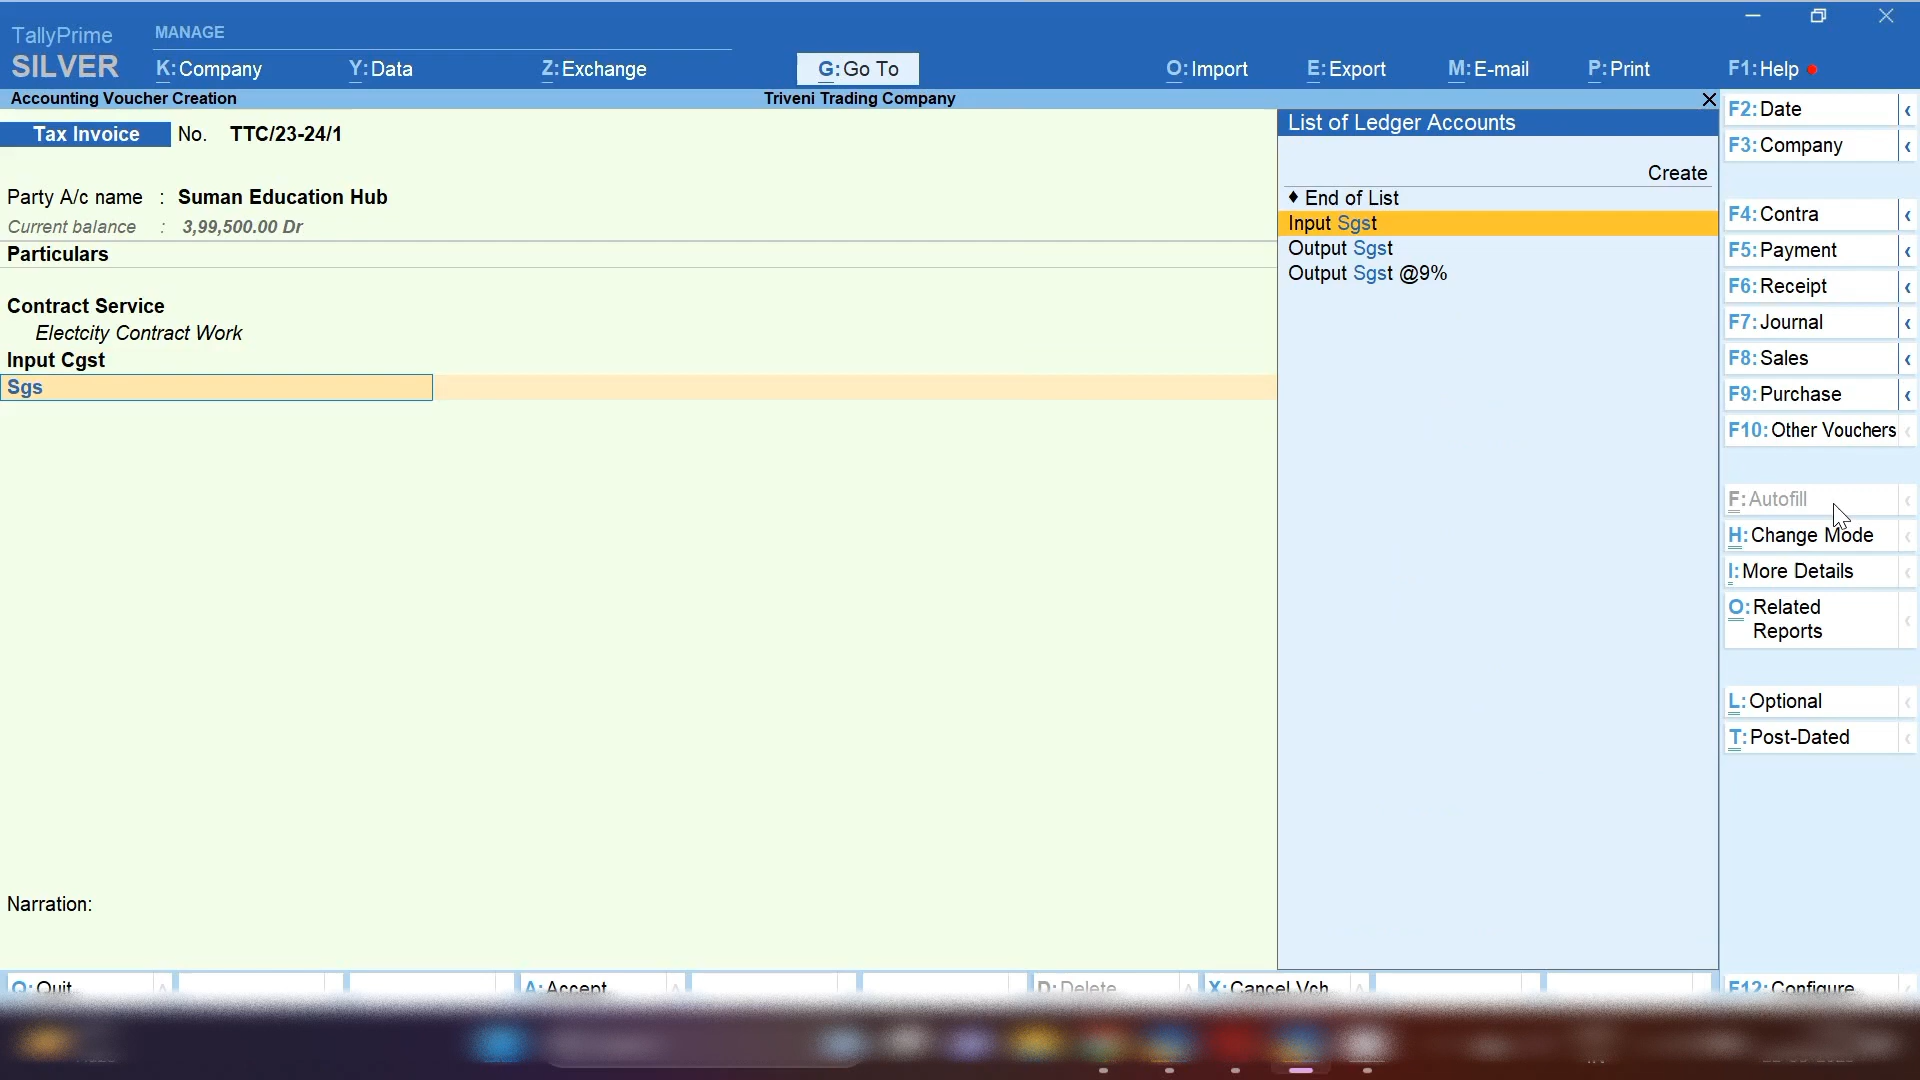 TallyPrime
SILVER
MANAGE
K:Company
Y:Data
Z:Exchange
G:Go To
O:Import
E:Export
M:E-mail
P:Print
F1:Help
Accounting Voucher Creation
Triveni Trading Company
Tax Invoice No. TTC/23-24/1
Party A/c name : Suman Education Hub
Current balance : 3,99,500.00 Dr
Particulars
Contract Service
Electcity Contract Work
Input Cgst
Sgs
Narration:
List of Ledger Accounts
Create
♦ End of List
Input Sgst
Output Sgst
Output Sgst @9%
F2:Date
F3:Company
F4:Contra
F5:Payment
F6:Receipt
F7:Journal
F8:Sales
F9:Purchase
F10:Other Vouchers
F:Autofill
H:Change Mode
I:More Details
O:Related
Reports
L:Optional
T:Post-Dated
Q:Quit
A:Accept
D:Delete
X:Cancel Vch
F12:Configure